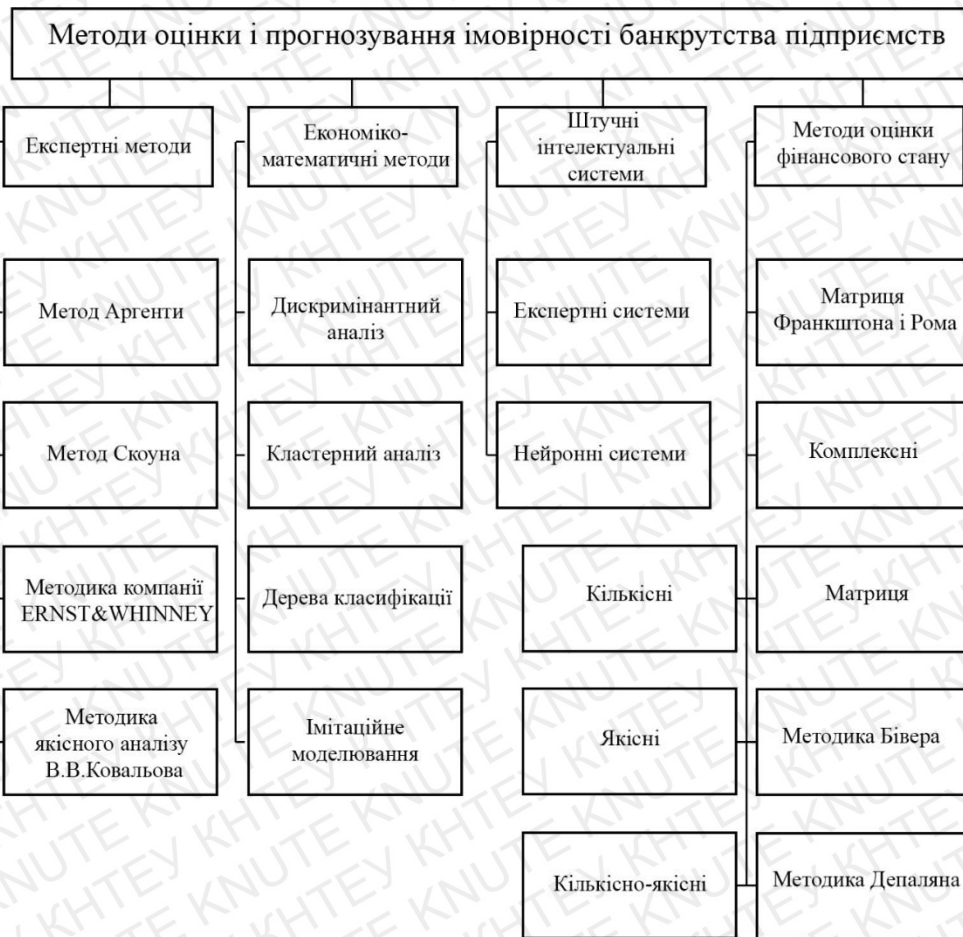 Методи оцінки і прогнозування імовірності банкрутства підприємств
Експертні методи
Економіко-
математичні методи
Штучні
інтелектуальні
системи
Методи оцінки
фінансового стану
Метод Аргенти
Дискримінантний
аналіз
Експертні системи
Матриця
Франкштона і Рома
Метод Скоуна
Кластерний аналіз
Нейронні системи
Комплексні
Методика компанії
ERNST&WHINNEY
Дерева класифікації
Кількісні
Матриця
Методика
якісного аналізу
В.В.Ковальова
Імітаційне
моделювання
Якісні
Методика Бівера
Кількісно-якісні
Методика Депаляна